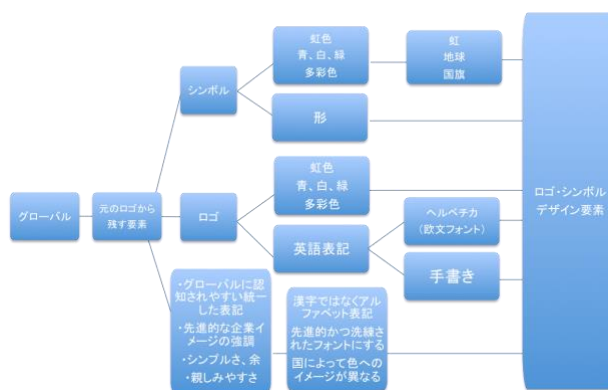 グローバル
元のロゴから
残す要素
シンボル
虹色
青、白、緑
多彩色
虹
地球
国旗
形
ロゴ
虹色
青、白、緑
多彩色
英語表記
ヘルベチカ
(欧文フォント)
手書き
・グローバルに認
知されやすい統一
した表記
・先進的な企業イ
メージの強調
・シンプルさ、余
・親しみやすさ
漢字ではなくアル
ファベット表記
先進的かつ洗練
されたフォントにする
国によって色への
イメージが異なる
ロゴ・シンボル
デザイン要素